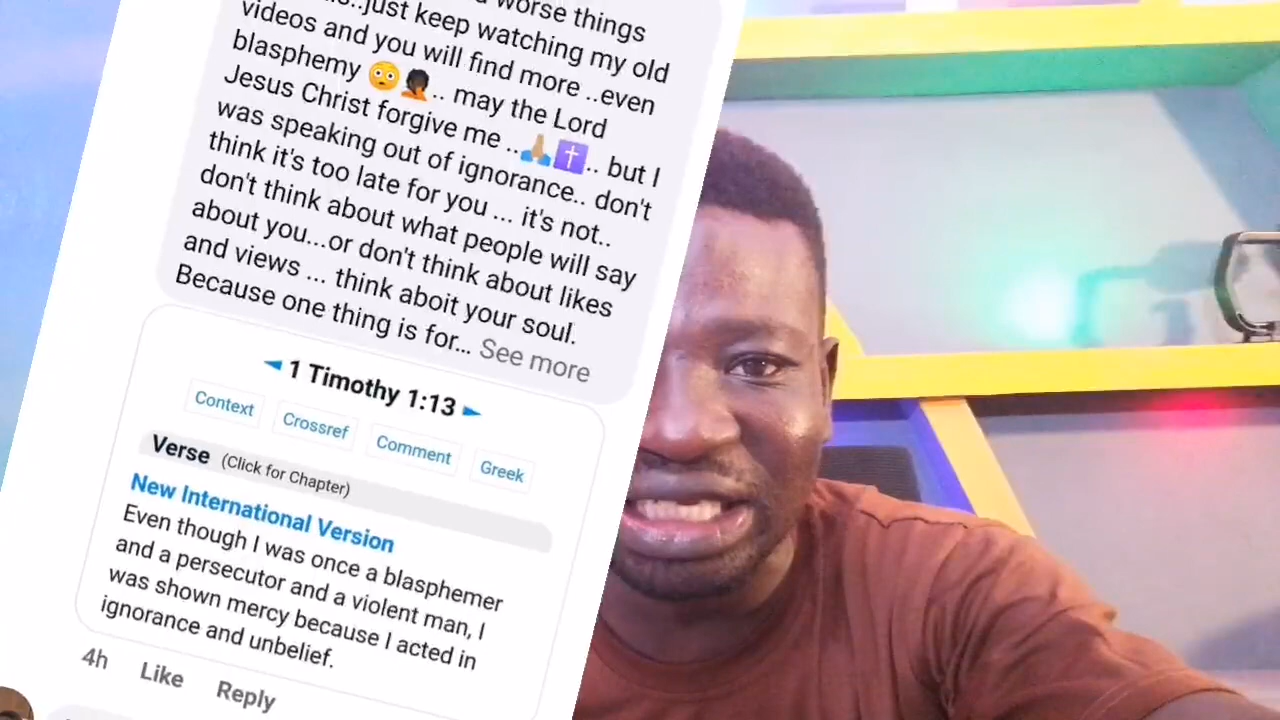 worse things
just keep watching my old
videos and you will find more ..even
blasphemy 😳🤦🏿.. may the Lord
Jesus Christ forgive me ..🙏🏽✝️.. but I
was speaking out of ignorance.. don't
think it's too late for you ... it's not..
don't think about what people will say
about you...or don't think about likes
and views ... think aboit your soul.
Because one thing is for... See more
◄ 1 Timothy 1:13 ►
Context Crossref Comment Greek
Verse (Click for Chapter)
New International Version
Even though I was once a blasphemer
and a persecutor and a violent man, I
was shown mercy because I acted in
ignorance and unbelief.
4h Like Reply